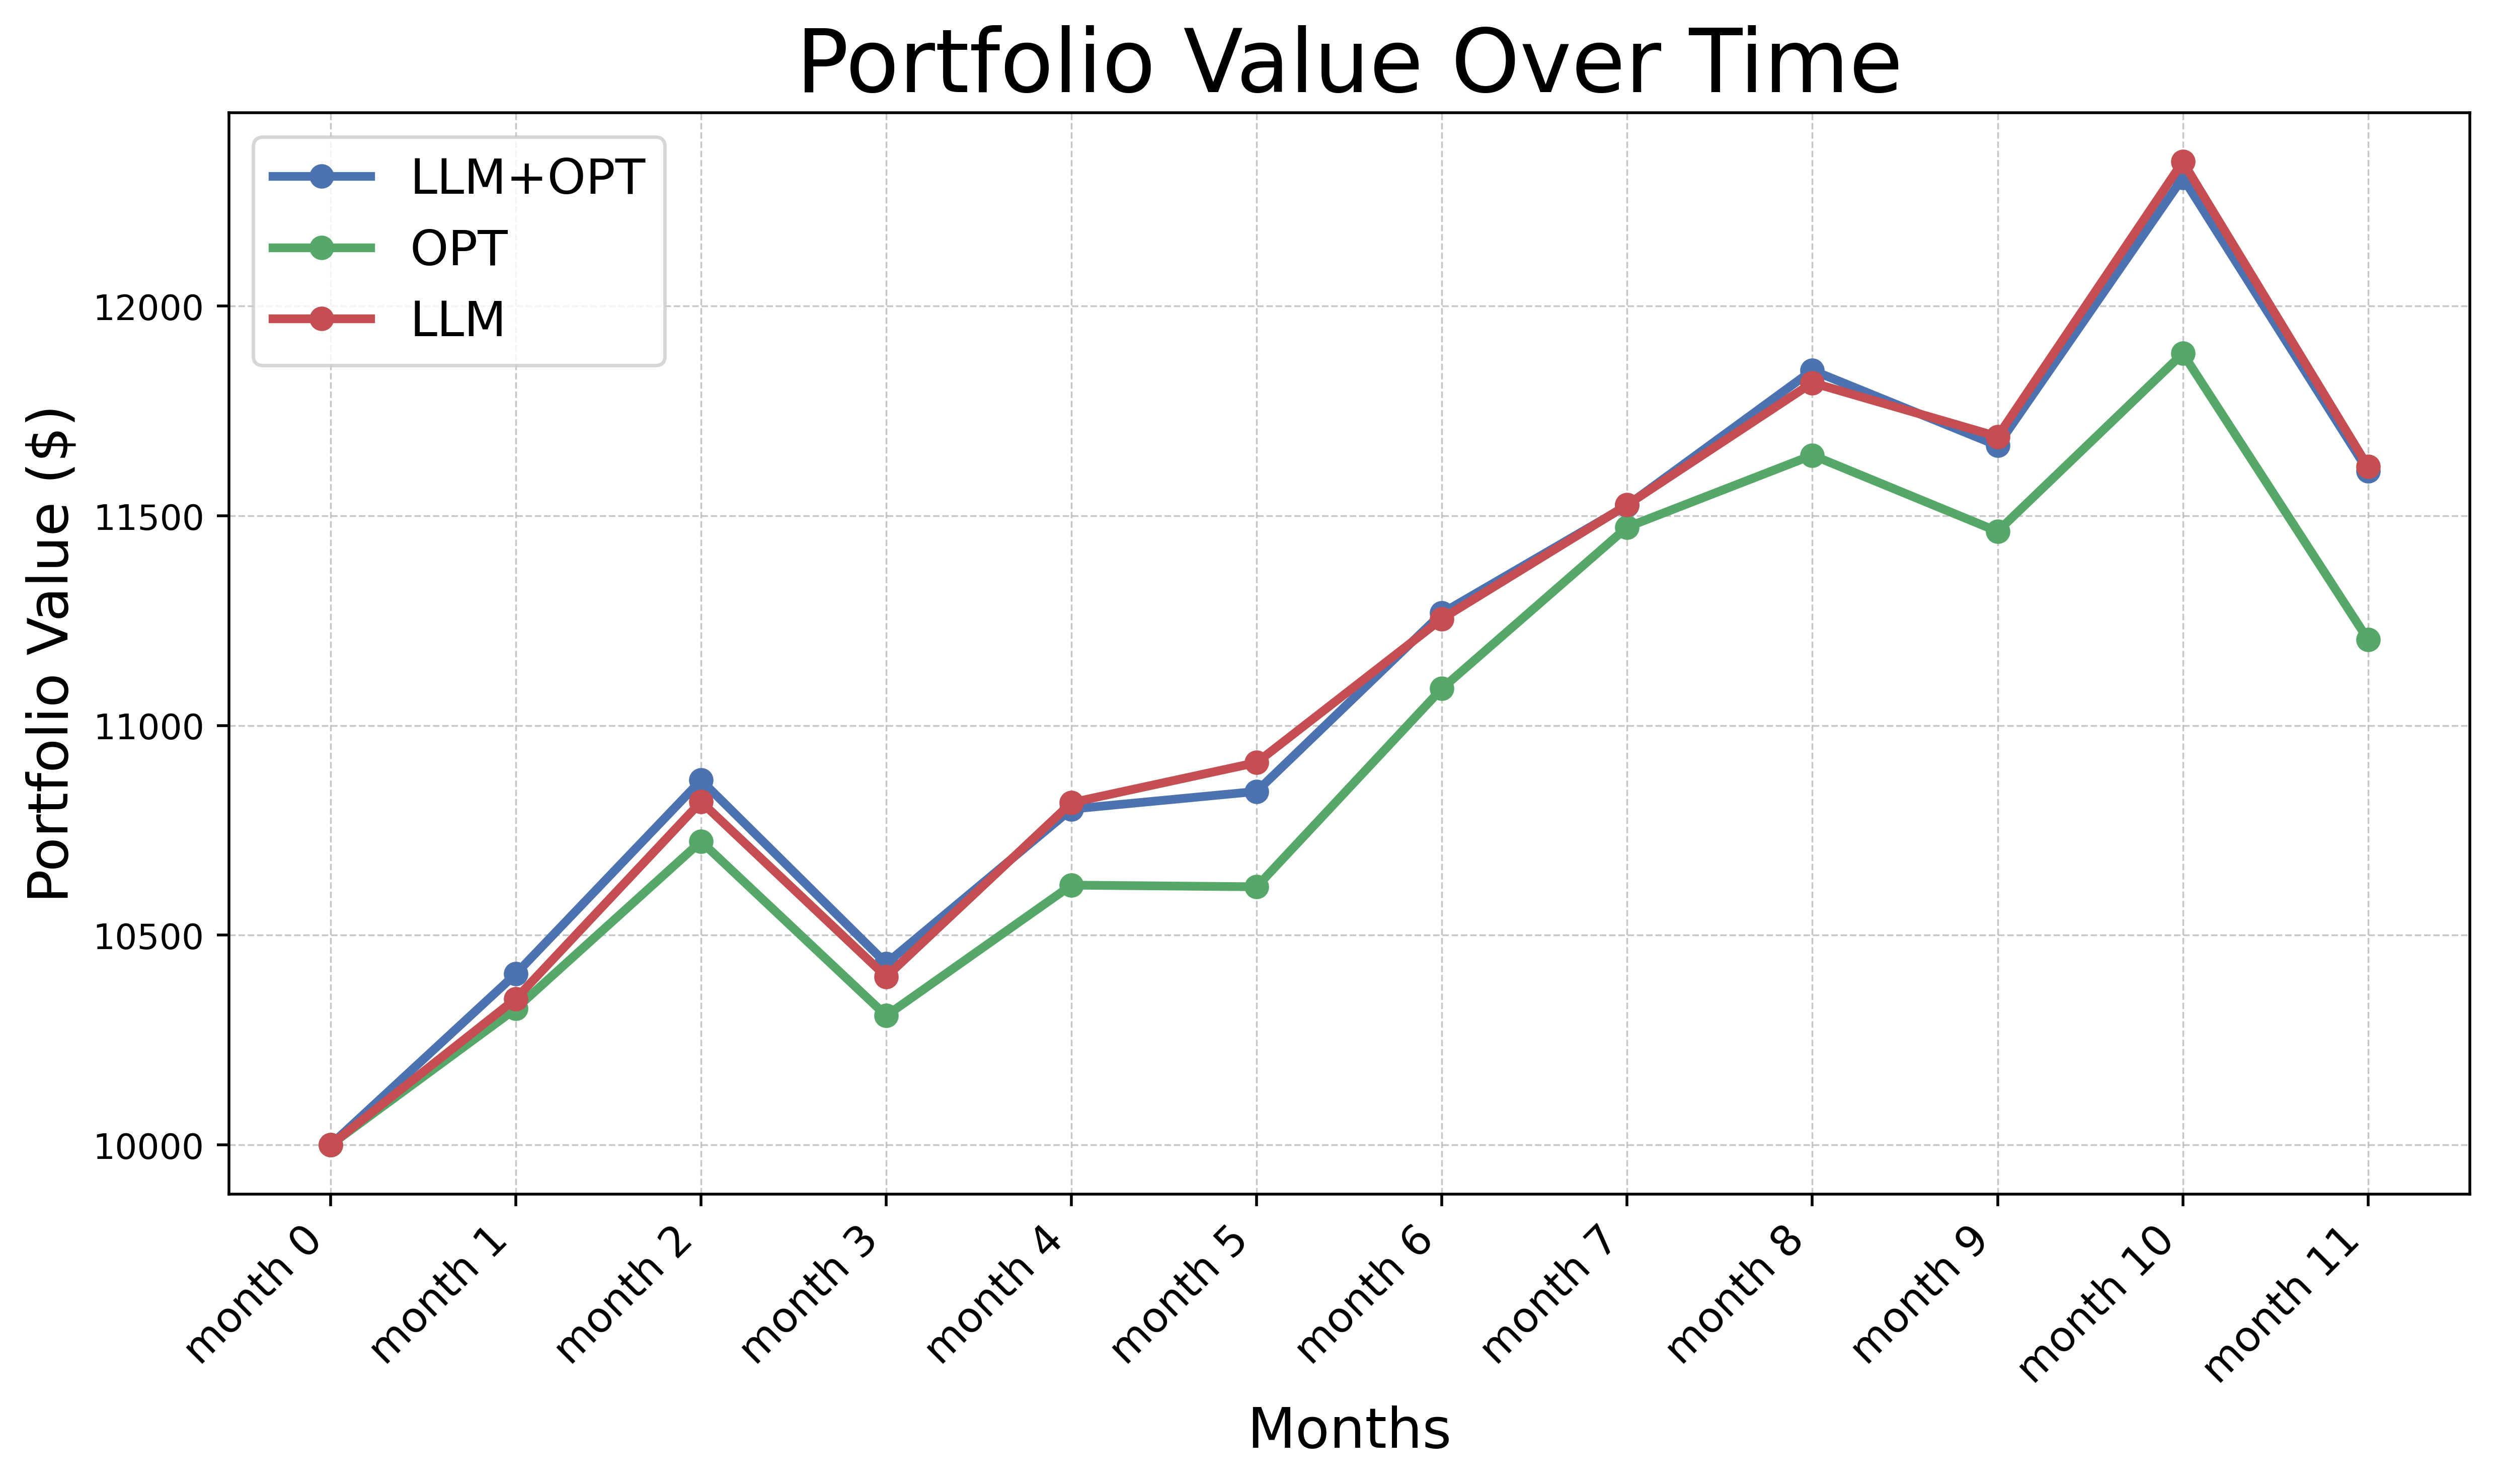 Portfolio Value Over Time
LLM+OPT
OPT
LLM
Portfolio Value ($)
12000
11500
11000
10500
10000
month 0
month 1
month 2
month 3
month 4
month 5
month 6
month 7
month 8
month 9
month 10
month 11
Months